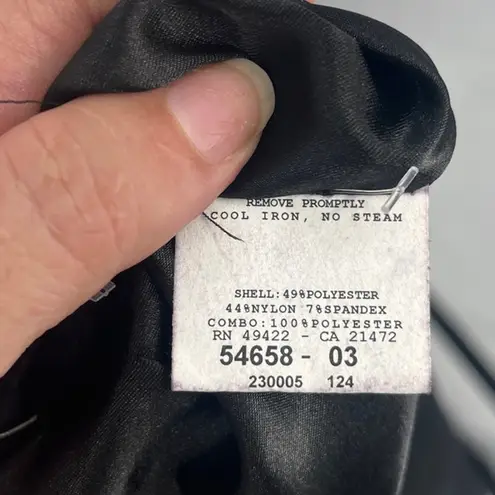 REMOVE PROMPTLY
COOL IRON, NO STEAM
SHELL:49%POLYESTER
44%NYLON 7%SPANDEX
COMBO:100%POLYESTER
RN 49422 - CA 21472
54658 - 03
230005 124